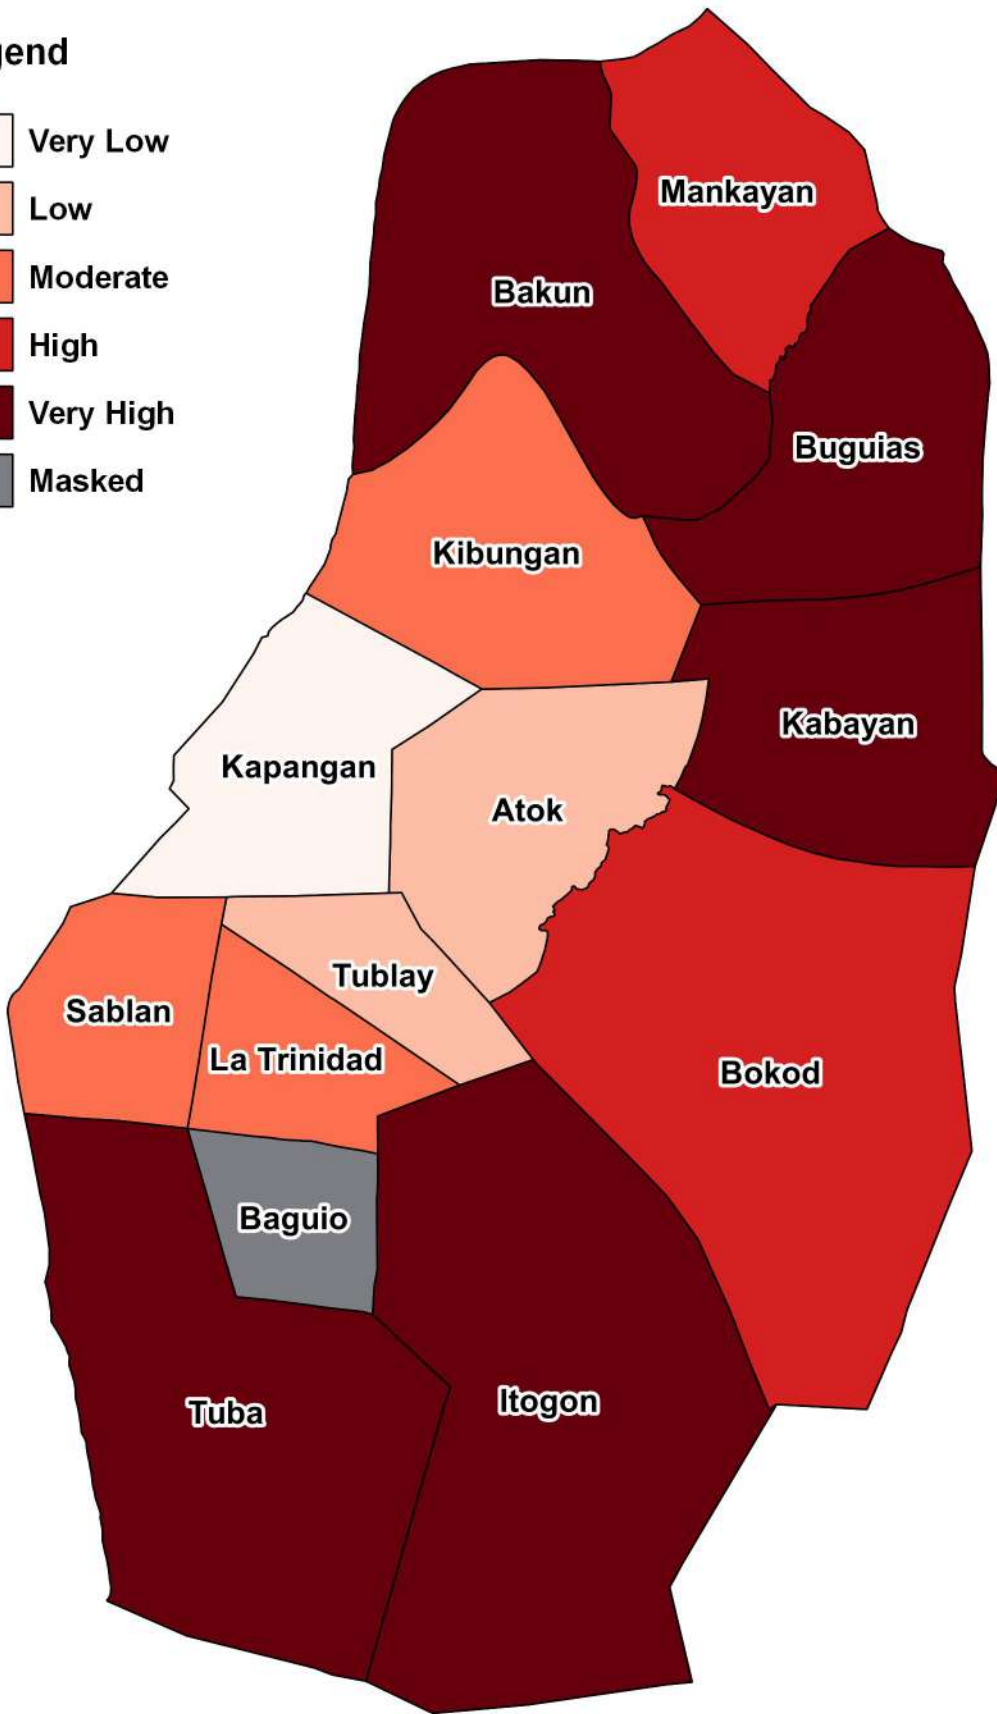 gend
Very Low
Low
Moderate
High
Very High
Masked
Mankayan
Bakun
Buguias
Kibungan
Kabayan
Kapangan
Atok
Tublay
Sablan
La Trinidad
Bokod
Baguio
Itogon
Tuba